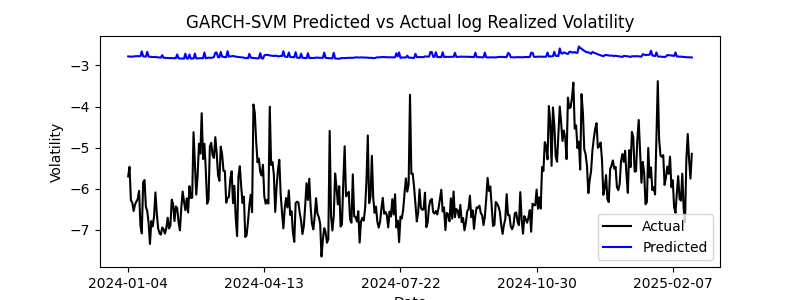 GARCH-SVM Predicted vs Actual log Realized Volatility
Volatility
−3
−4
−5
−6
−7
Actual
Predicted
2024-01-04 2024-04-13 2024-07-22 2024-10-30 2025-02-07